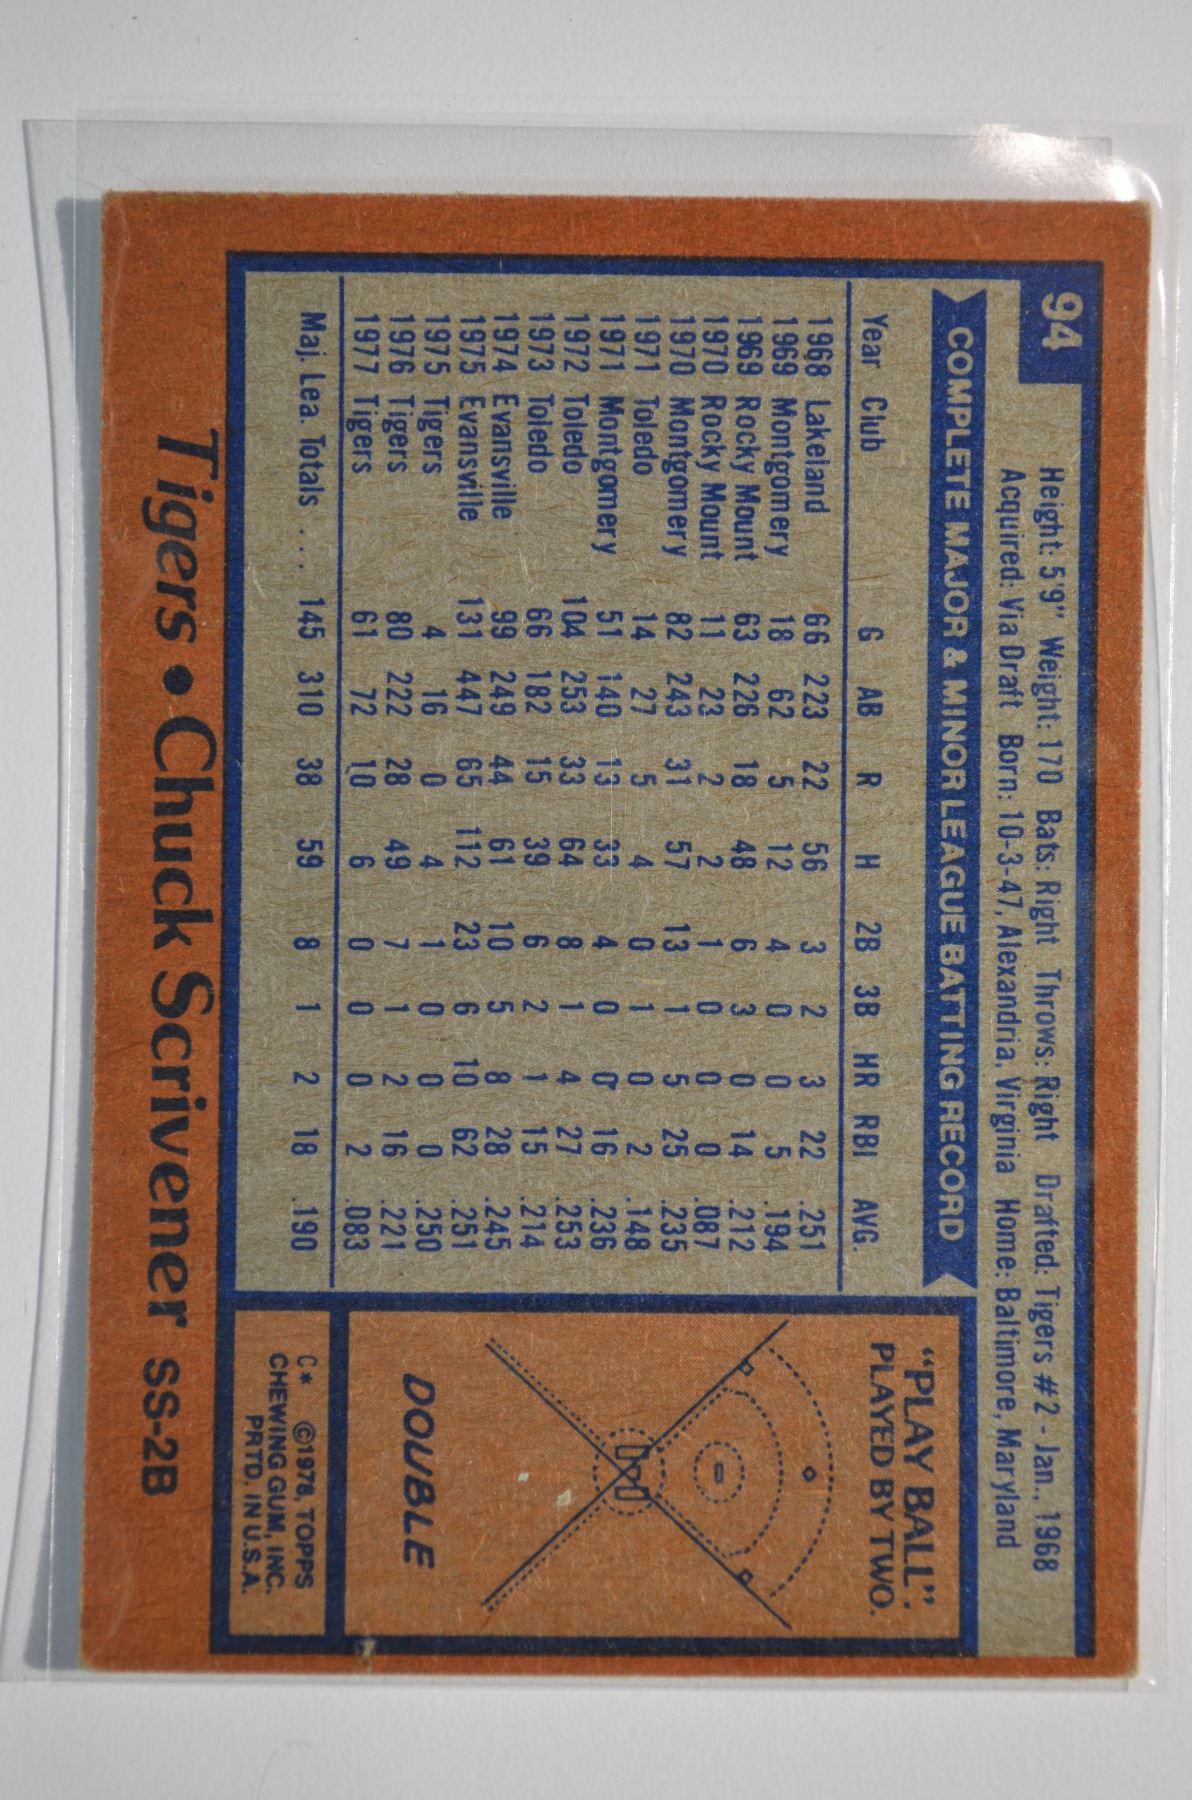 94
Height: 5'9" Weight: 170 Bats: Right Throws: Right Drafted: Tigers #2 - Jan., 1968
Acquired: Via Draft Born: 10-3-47, Alexandria, Virginia Home: Baltimore, Maryland
COMPLETE MAJOR & MINOR LEAGUE BATTING RECORD
Year Club G AB R H 2B 3B HR RBI AVG.
1968 Lakeland 66 223 22 56 3 2 3 22 .251
1969 Montgomery 18 62 5 12 4 0 0 5 .194
1969 Rocky Mount 63 226 18 48 6 3 0 14 .212
1970 Rocky Mount 11 23 2 2 1 0 0 0 .087
1970 Montgomery 82 243 31 57 13 1 5 25 .235
1971 Toledo 14 27 5 4 0 1 0 2 .148
1971 Montgomery 51 140 13 33 4 0 0 16 .236
1972 Toledo 104 253 33 64 8 1 4 27 .253
1973 Toledo 66 182 15 39 6 2 1 15 .214
1974 Evansville 99 249 44 61 10 5 8 28 .245
1975 Evansville 131 447 65 112 23 6 10 62 .251
1975 Tigers 4 16 0 4 1 0 0 0 .250
1976 Tigers 80 222 28 49 7 1 2 16 .221
1977 Tigers 61 72 10 6 0 0 0 2 .083
Maj. Lea. Totals .... 145 310 38 59 8 1 2 18 .190
"PLAY BALL":
PLAYED BY TWO.
DOUBLE
C* ©1978, TOPPS
CHEWING GUM, INC.
PRTD. IN U.S.A.
Tigers • Chuck Scrivener SS-2B